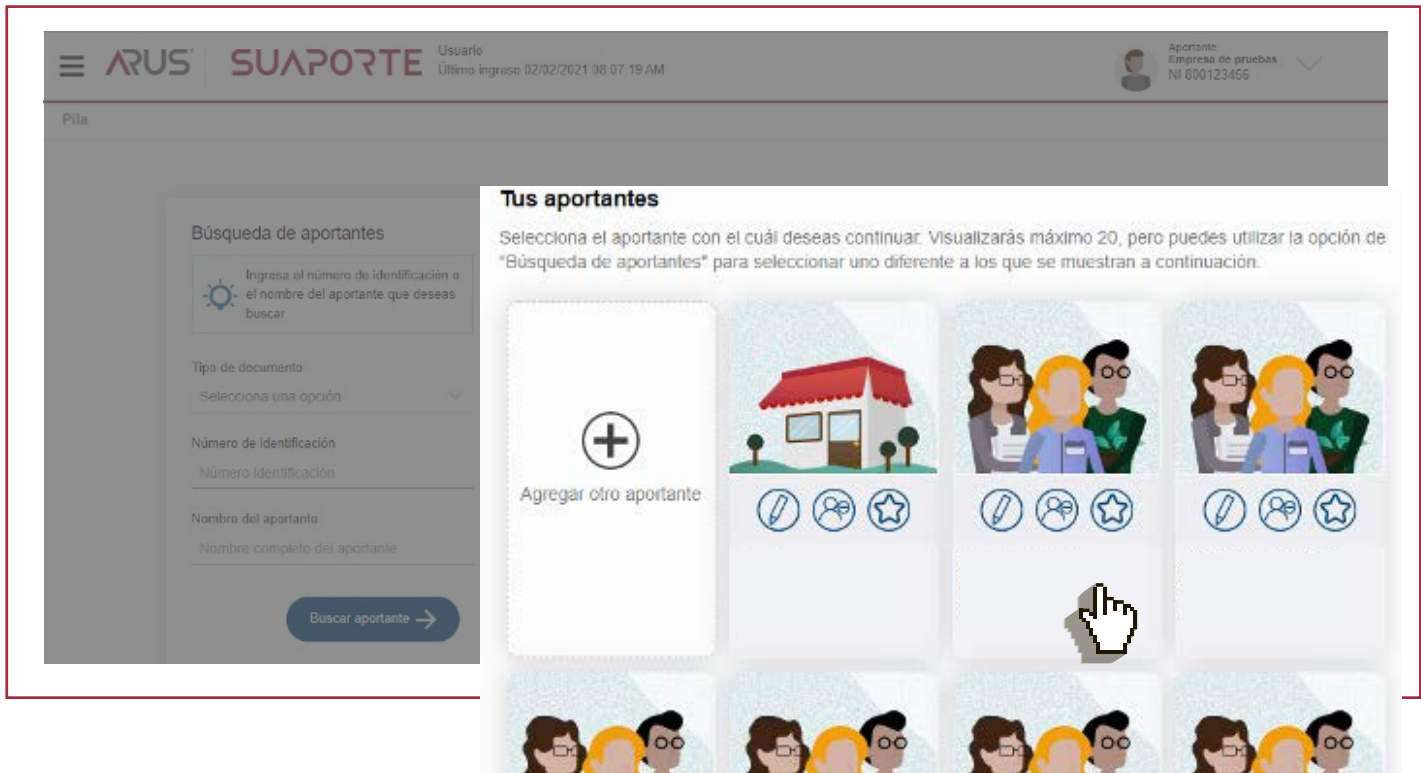 ARUS SUAPORTE
Usuario
Último ingreso 02/02/2021 08:07:19 AM
Aportante
Empresa de pruebas
NI 800123456
Pila
Búsqueda de aportantes
Ingresa el número de identificación o
el nombre del aportante que deseas
buscar
Tipo de documento
Selecciona una opción
Número de identificación
Número Identificación
Nombre del aportante
Nombre completo del aportante
Buscar aportante
Tus aportantes
Selecciona el aportante con el cuál deseas continuar. Visualizarás máximo 20, pero puedes utilizar la opción de
"Búsqueda de aportantes" para seleccionar uno diferente a los que se muestran a continuación.
Agregar otro aportante